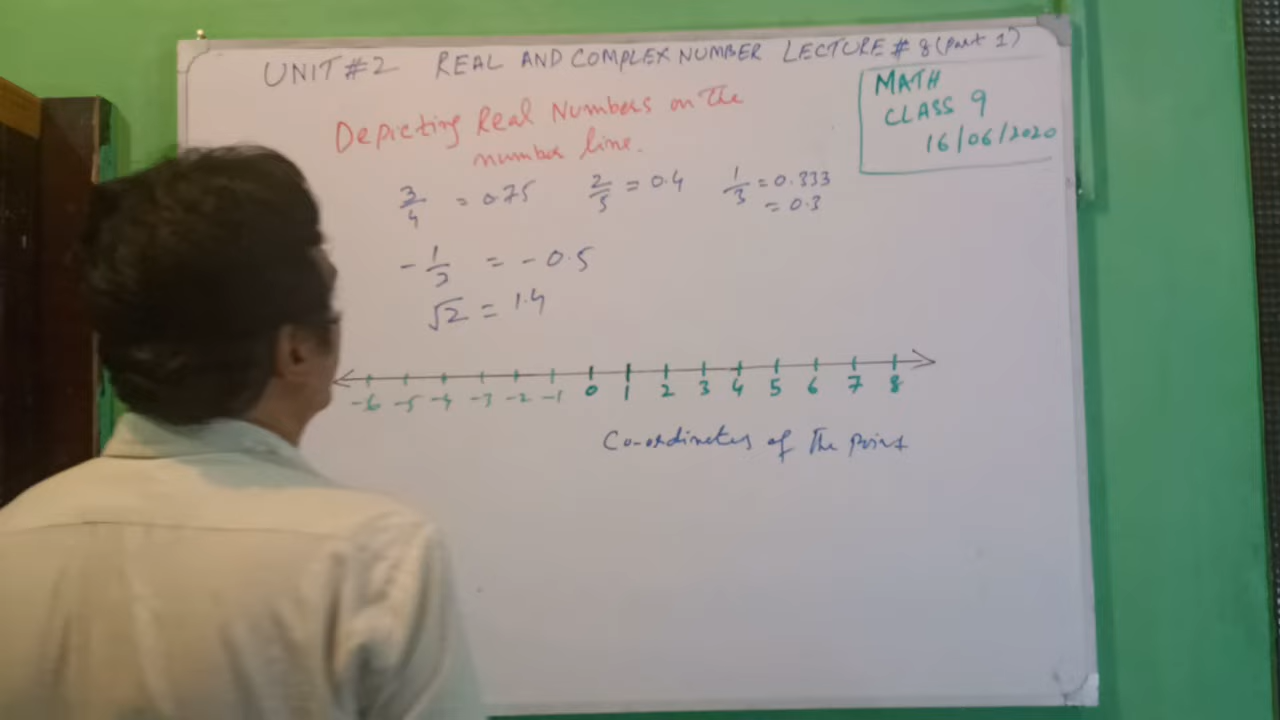 UNIT #2 REAL AND COMPLEX NUMBER LECTURE # 8 (Part 1)
MATH
CLASS 9
16/06/2020
Depicting Real Numbers on The
number line.
3/4 = 0.75 2/5 = 0.4 1/3 = 0.333
= 0.3
-1/2 = -0.5
√2 = 1.4
-6 -5 -4 -3 -2 -1 0 1 2 3 4 5 6 7 8
Co-ordinates of The point